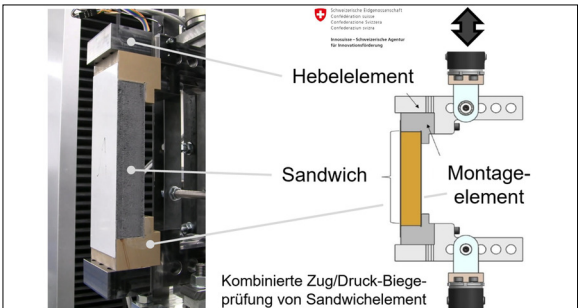 Schweizerische Eidgenossenschaft
Confédération suisse
Confederazione Svizzera
Confederaziun svizra
Innosuisse – Schweizerische Agentur
für Innovationsförderung
Hebelelement
Sandwich
Montage-
element
Kombinierte Zug/Druck-Biege-
prüfung von Sandwichelement